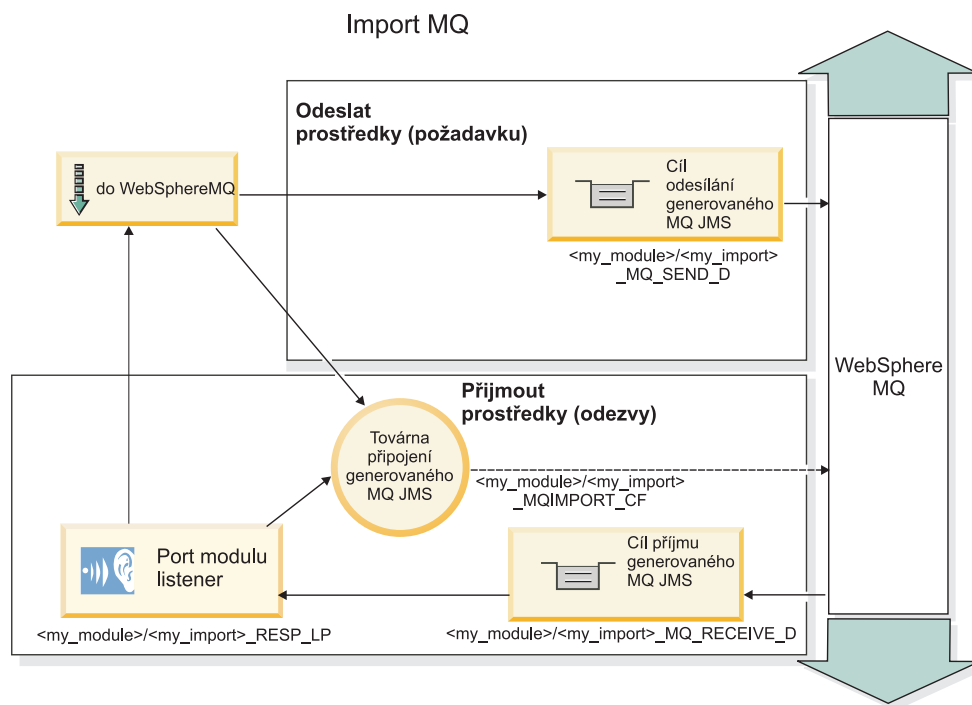 Import MQ
Odeslat
prostředky (požadavku)
do WebSphereMQ
Cíl
odesílání
generovaného
MQ JMS
<my_module>/<my_import>
_MQ_SEND_D
WebSphere
MQ
Přijmout
prostředky (odezvy)
Továrna
připojení
generovaného
MQ JMS
<my_module>/<my_import>
_MQIMPORT_CF
Port modulu
listener
<my_module>/<my_import>_RESP_LP
Cíl příjmu
generovaného
MQ JMS
<my_module>/<my_import>_MQ_RECEIVE_D